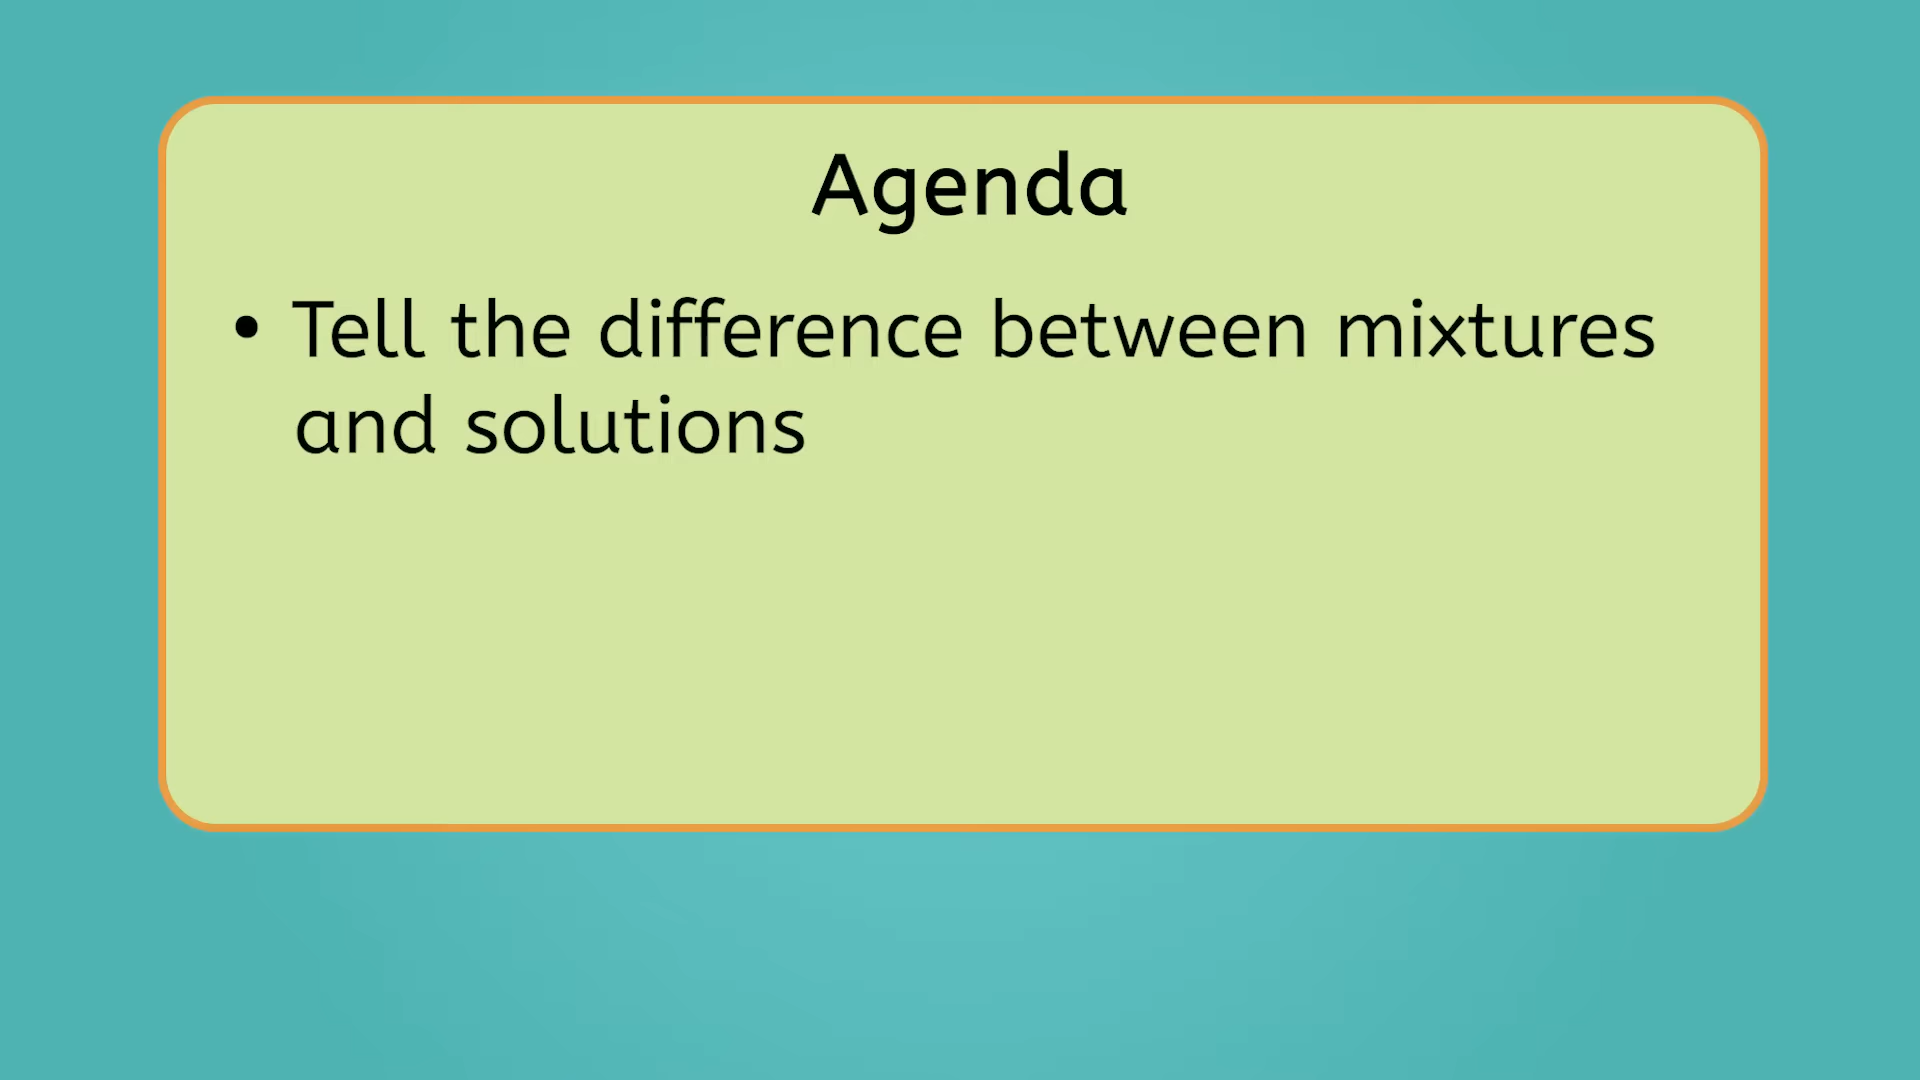 Agenda
• Tell the difference between mixtures
and solutions